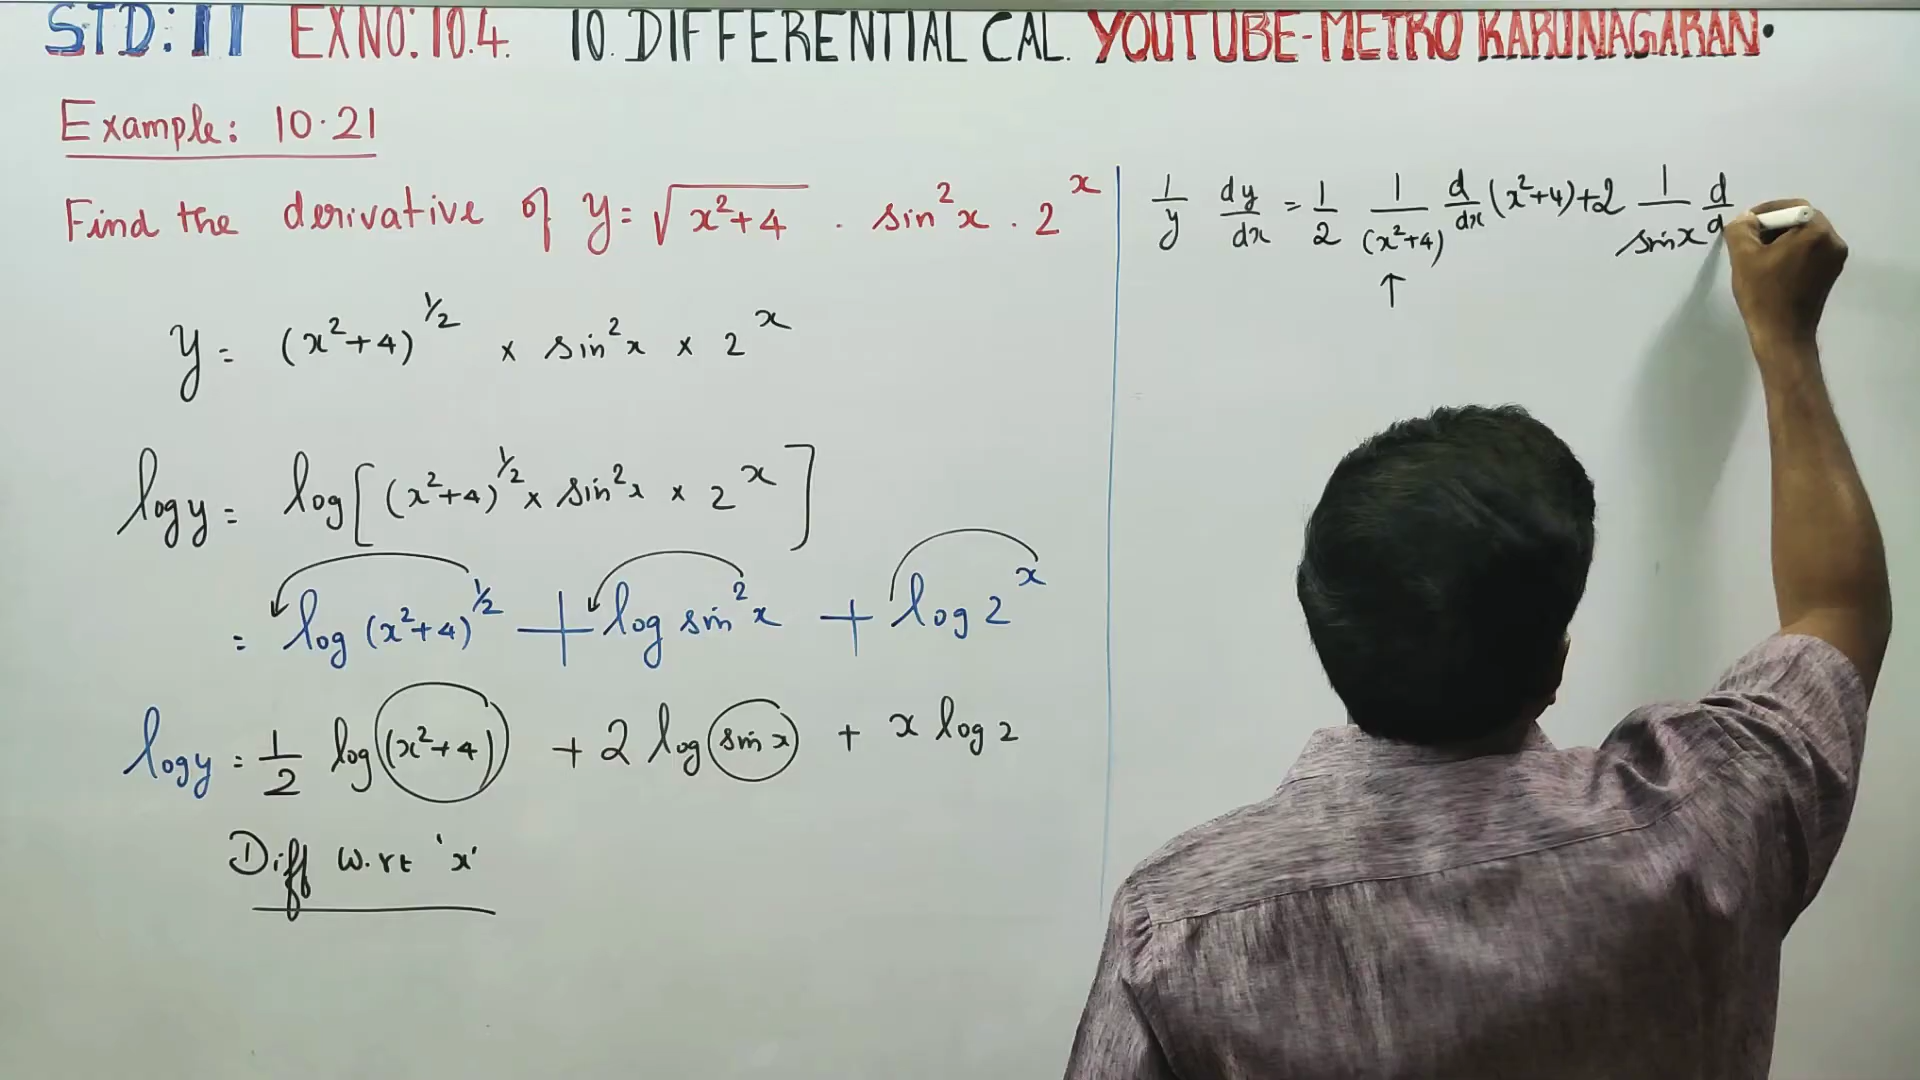 STD: 11 EXNO: 10.4. 10. DIFFERENTIAL CAL. YOUTUBE-METRO KARUNAGARAN.
Example: 10.21
Find the derivative of y = √(x²+4) . sin²x . 2^x
y = (x²+4)^½ × sin²x × 2^x
log y = log[(x²+4)^½ × sin²x × 2^x]
= log (x²+4)^½ + log sin²x + log 2^x
log y = 1/2 log (x²+4) + 2 log (sin x) + x log 2
Diff w.rt 'x'
1/y dy/dx = 1/2 1/(x²+4) d/dx (x²+4) + 2 1/sin x d/d
↑